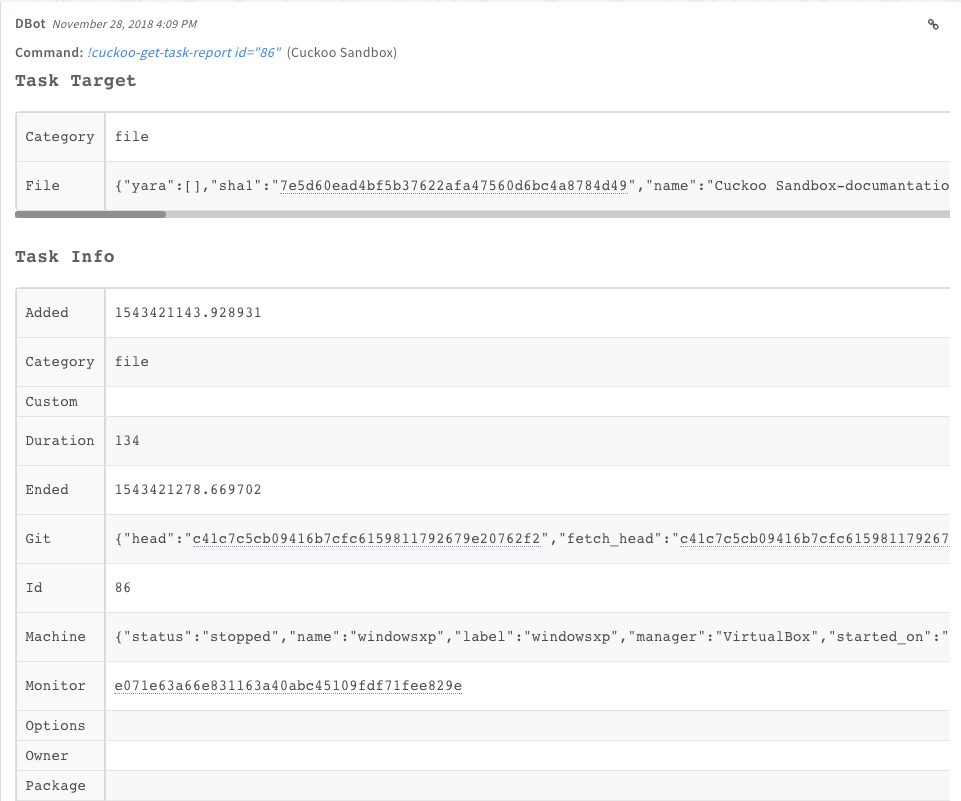 DBot November 28, 2018 4:09 PM
Command: !cuckoo-get-task-report id="86" (Cuckoo Sandbox)
Task Target
Category file
File {"yara":[],"sha1":"7e5d60ead4bf5b37622afa47560d6bc4a8784d49","name":"Cuckoo Sandbox-documantatio
Task Info
Added 1543421143.928931
Category file
Custom
Duration 134
Ended 1543421278.669702
Git {"head":"c41c7c5cb09416b7cfc6159811792679e20762f2","fetch_head":"c41c7c5cb09416b7cfc615981179267
Id 86
Machine {"status":"stopped","name":"windowsxp","label":"windowsxp","manager":"VirtualBox","started_on":"
Monitor e071e63a66e831163a40abc45109fdf71fee829e
Options
Owner
Package